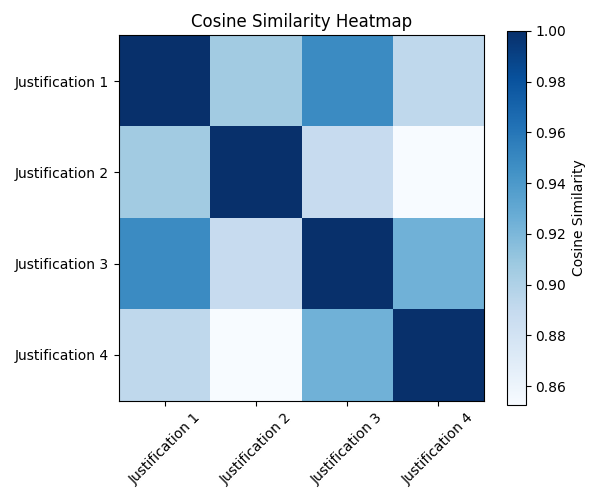 Cosine Similarity Heatmap
Justification 1
Justification 2
Justification 3
Justification 4
Justification 1
Justification 2
Justification 3
Justification 4
1.00
0.98
0.96
0.94
0.92
0.90
0.88
0.86
Cosine Similarity